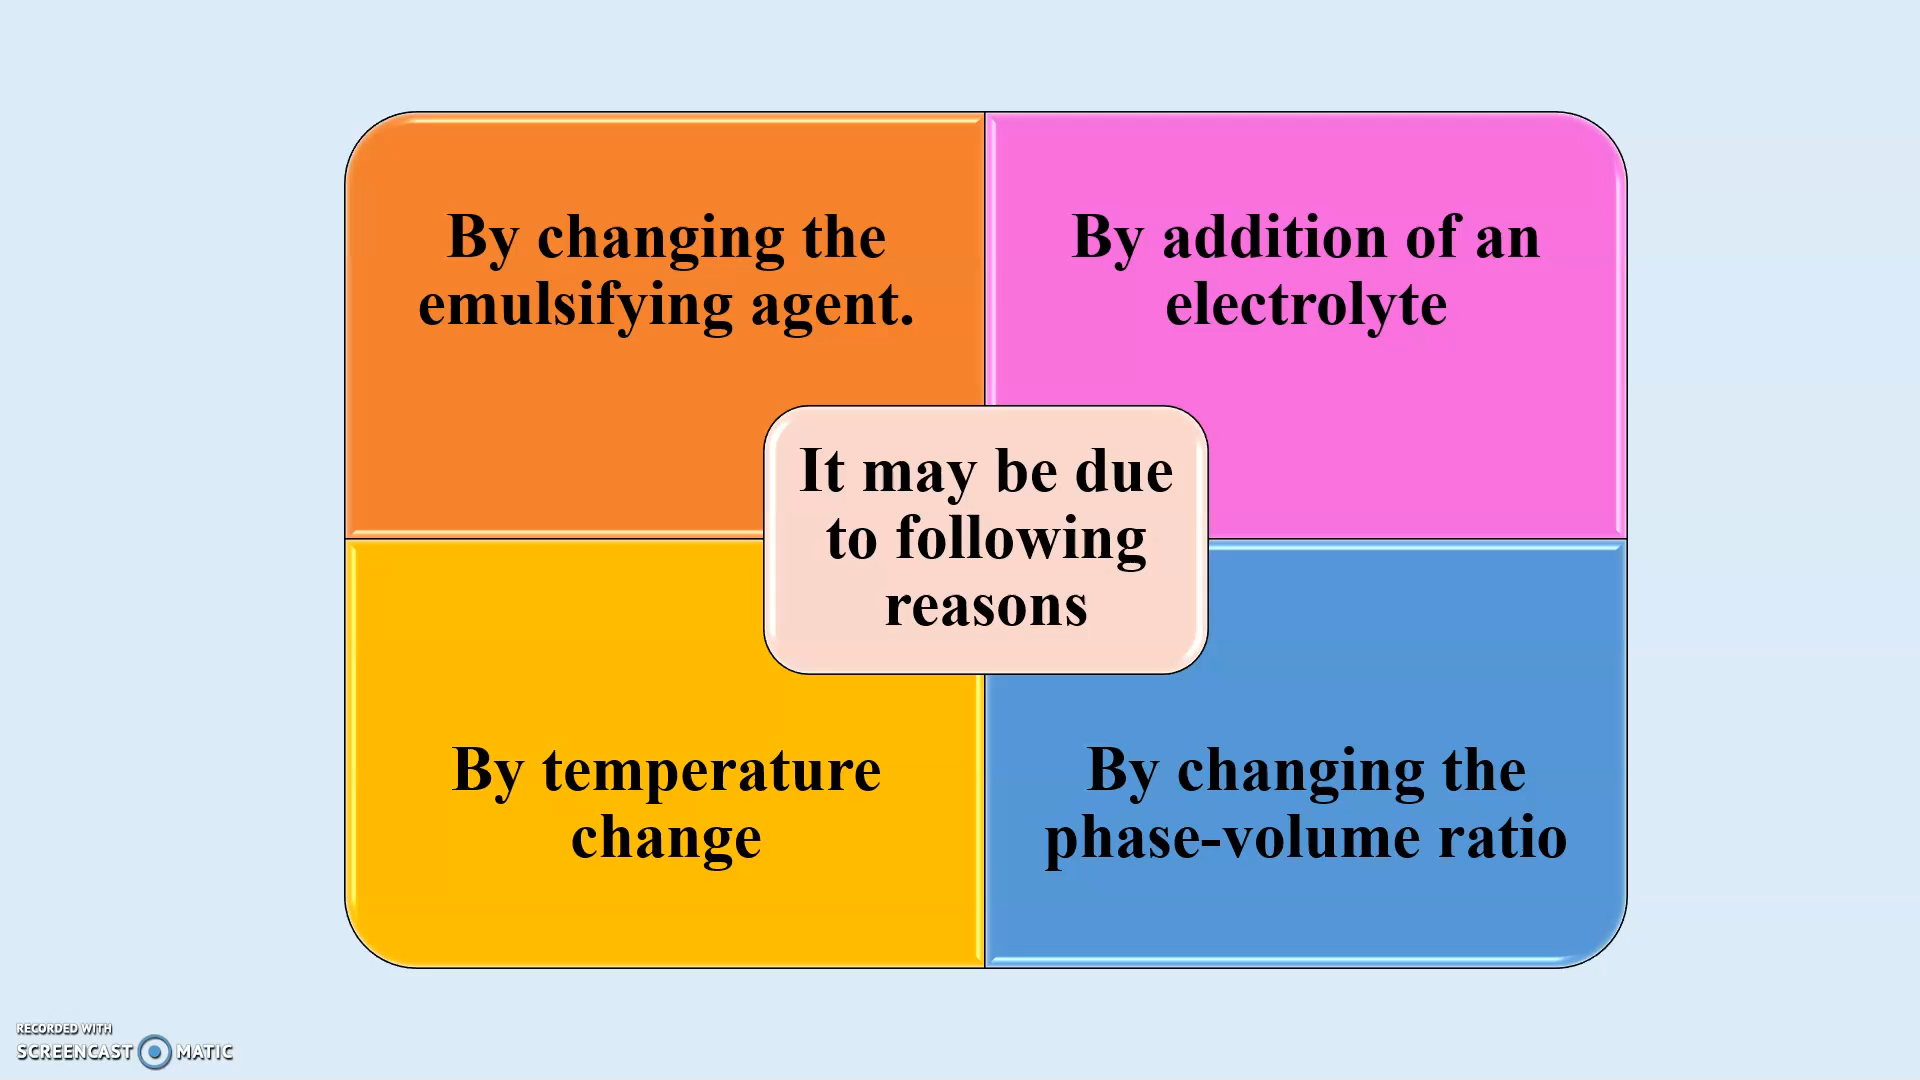 By changing the
emulsifying agent.
By addition of an
electrolyte
It may be due
to following
reasons
By temperature
change
By changing the
phase-volume ratio
RECORDED WITH
SCREENCAST MATIC